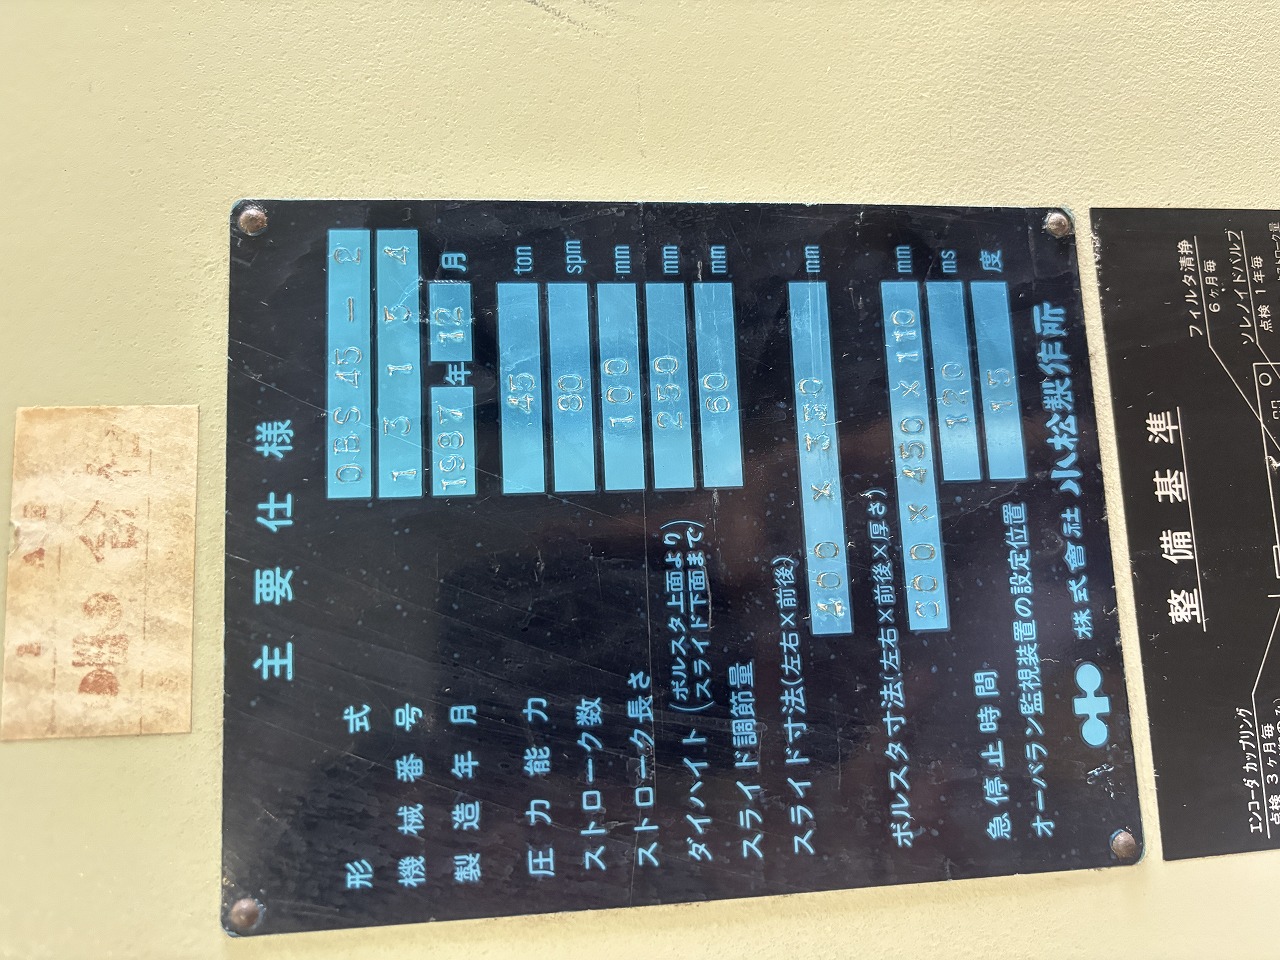 主要仕様
形式 OBS 45 - 2
機械番号 1 3 1 5 4
製造年月 1987 年 12 月
圧力能力 45 ton
ストローク数 80 spm
ストローク長さ 100 mm
ダイハイト (ボルスタ上面よりスライド下面まで) 250 mm
スライド調節量 60 mm
スライド寸法(左右×前後) 400 × 330 mm
ボルスタ寸法(左右×前後×厚さ) 800 × 450 × 110 mm
急停止時間 120 ms
オーバラン監視装置の設定位置 15 度
株式會社 小松製作所
整備基準
フィルタ清掃
6ヶ月毎
ソレノイドバルブ
点検 1年毎
エンコーダカップリング
点検 3ヶ月毎